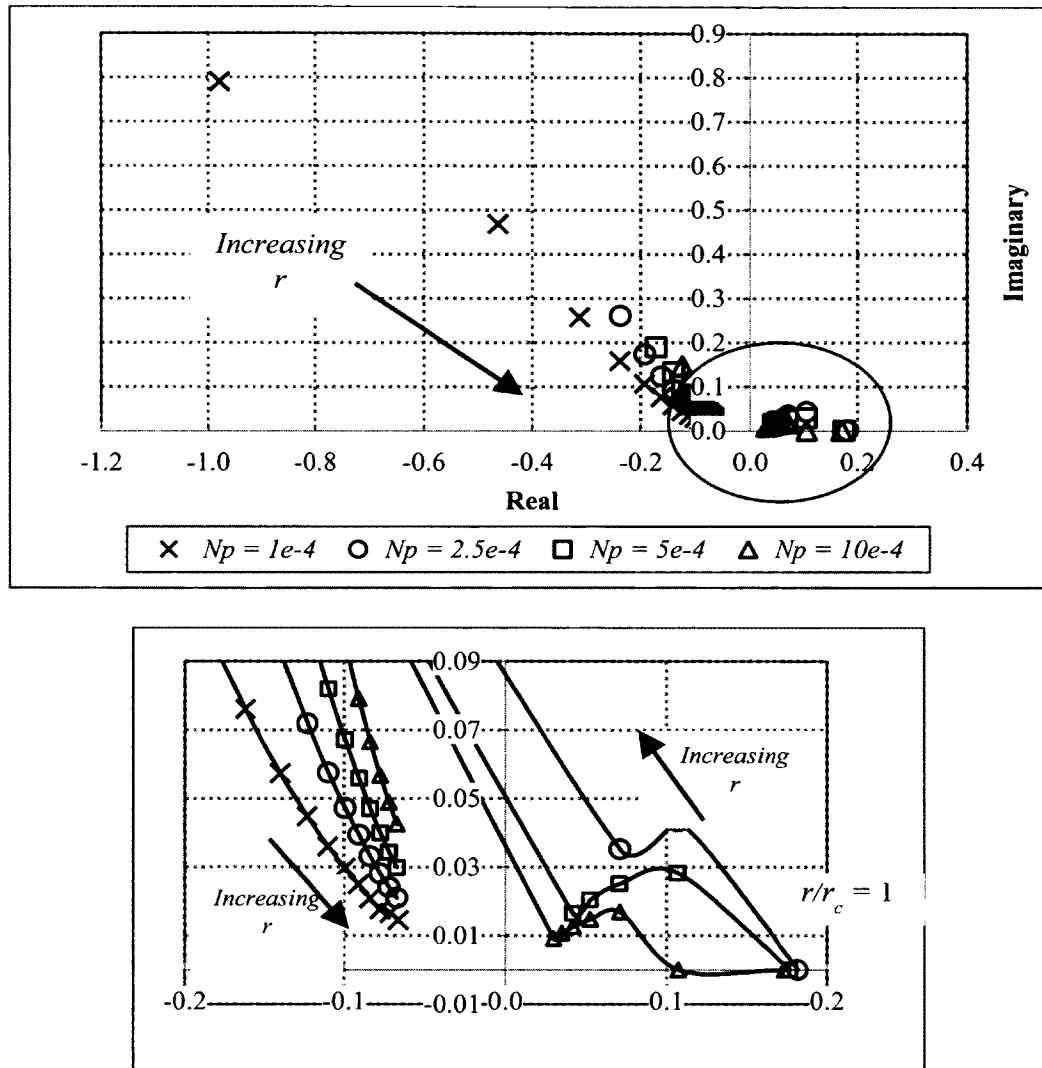 0.9
0.8
0.7
0.6
0.5
0.4
0.3
0.2
0.1
0.0
Imaginary
Increasing
r
-1.2 -1.0 -0.8 -0.6 -0.4 -0.2 0.0 0.2 0.4
Real
Np = 1e-4 Np = 2.5e-4 Np = 5e-4 Np = 10e-4
0.09
0.07
0.05
0.03
0.01
-0.01
Increasing
r
Increasing
r
r/rc = 1
-0.2 -0.1 0.0 0.1 0.2